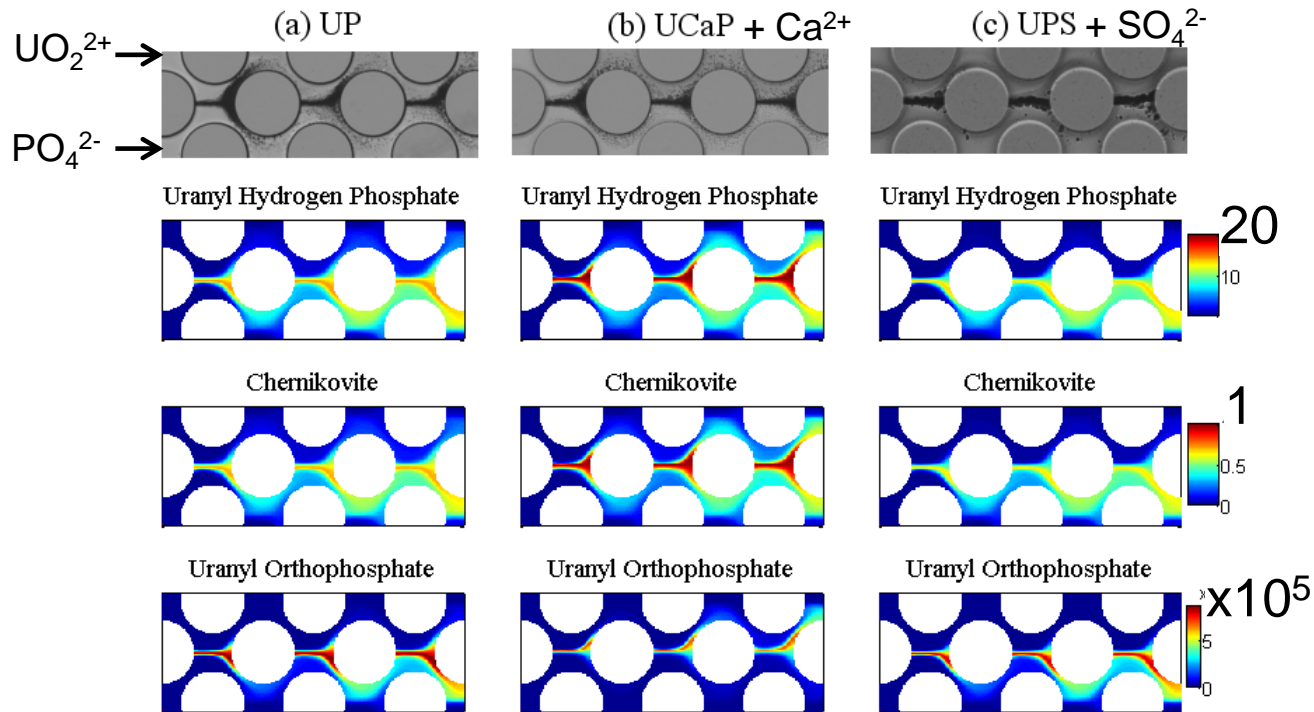 (a) UP
(b) UCaP + Ca²⁺
(c) UPS + SO₄²⁻
UO₂²⁺
PO₄²⁻
Uranyl Hydrogen Phosphate
Uranyl Hydrogen Phosphate
Uranyl Hydrogen Phosphate
20
10
Chernikovite
Chernikovite
Chernikovite
1
0.5
0
Uranyl Orthophosphate
Uranyl Orthophosphate
Uranyl Orthophosphate
x10⁵
5
0